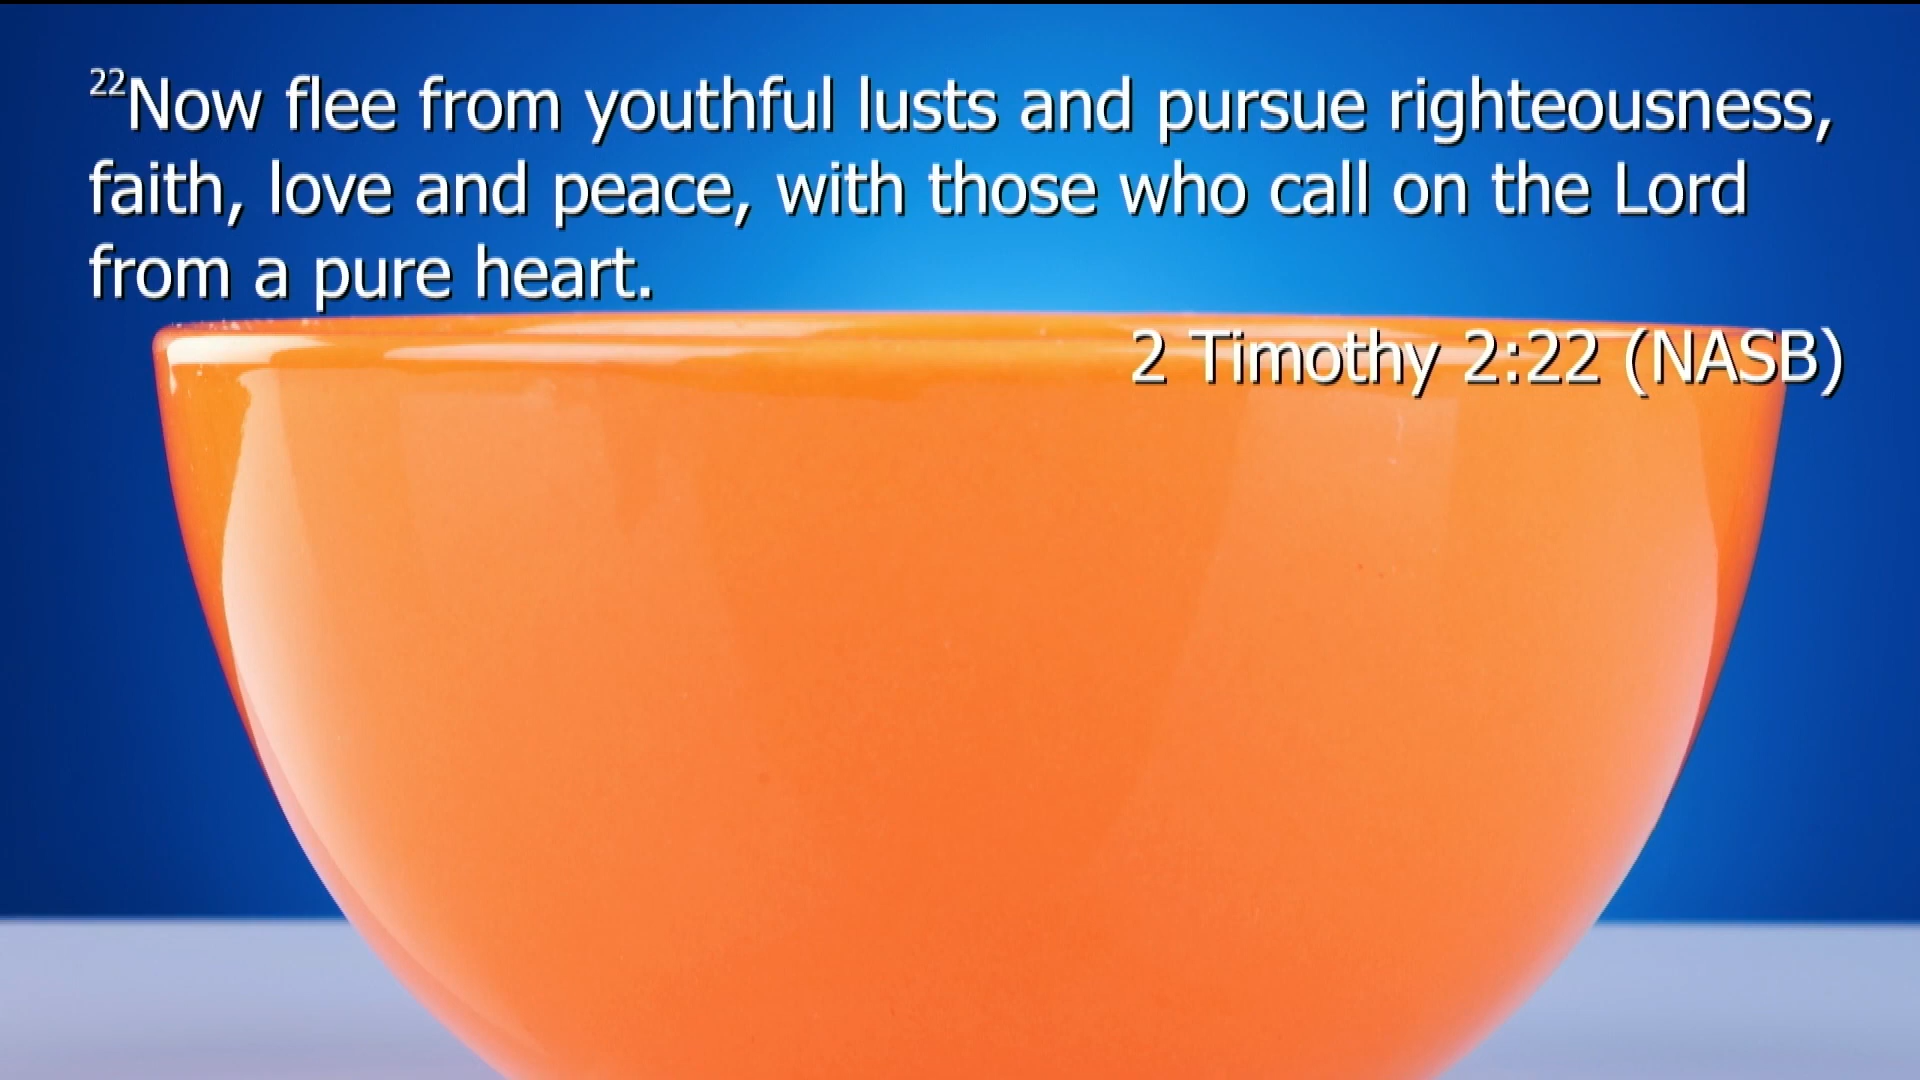 22Now flee from youthful lusts and pursue righteousness,
faith, love and peace, with those who call on the Lord
from a pure heart.
2 Timothy 2:22 (NASB)